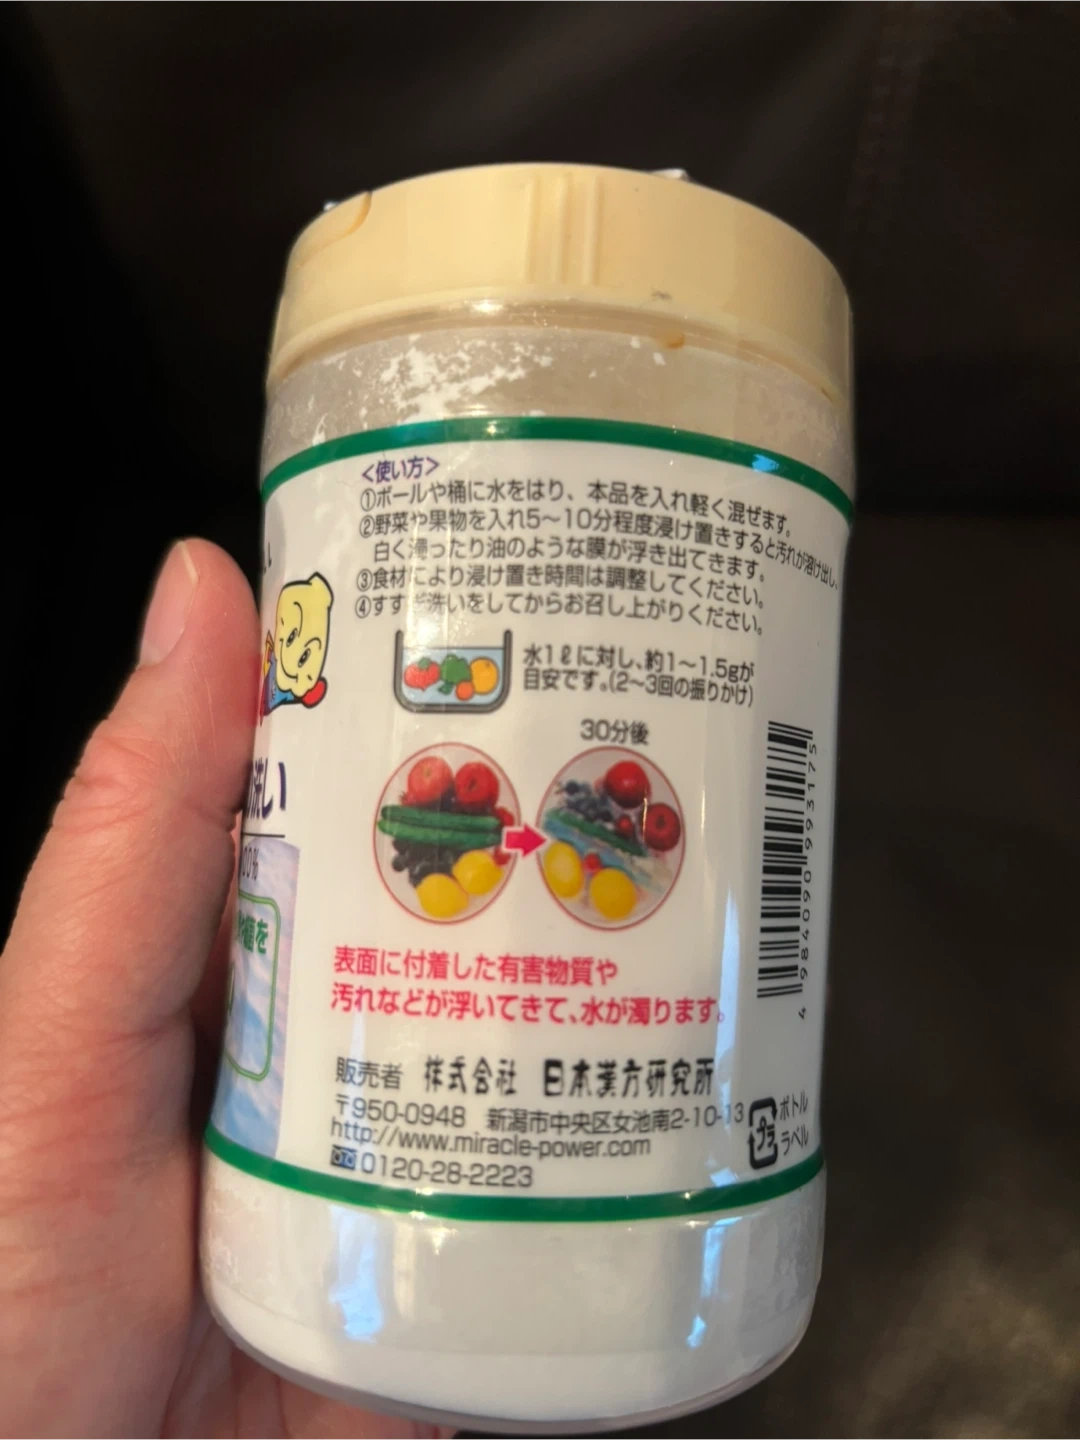 <使い方>
①ボールや桶に水をはり、本品を入れ軽く混ぜます。
②野菜や果物を入れ5～10分程度浸け置きすると汚れが溶け出し、
白く濁ったり油のような膜が浮き出てきます。
③食材により浸け置き時間は調整してください。
④すすぎ洗いをしてからお召し上がりください。
水1ℓに対し、約1～1.5gが
目安です。(2～3回の振りかけ)
30分後
洗い
00%
を
表面に付着した有害物質や
汚れなどが浮いてきて、水が濁ります。
販売者 株式会社 日本漢方研究所
〒950-0948 新潟市中央区女池南2-10-13
http://www.miracle-power.com
0120-28-2223
プラ
ボトル
ラベル
4984090993175